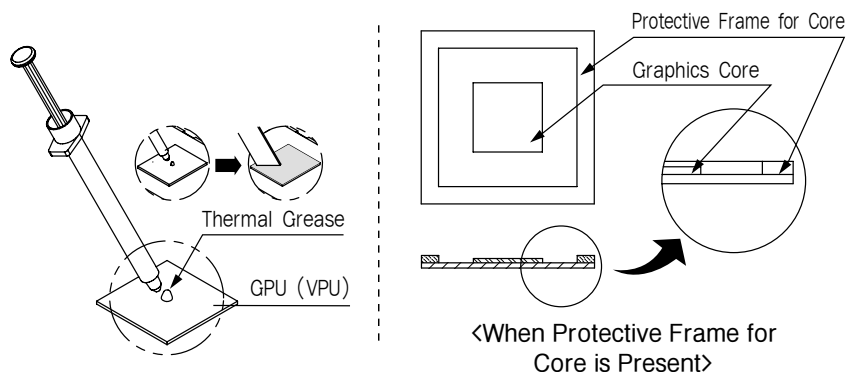 Thermal Grease
GPU (VPU)
Protective Frame for Core
Graphics Core
<When Protective Frame for
Core is Present>